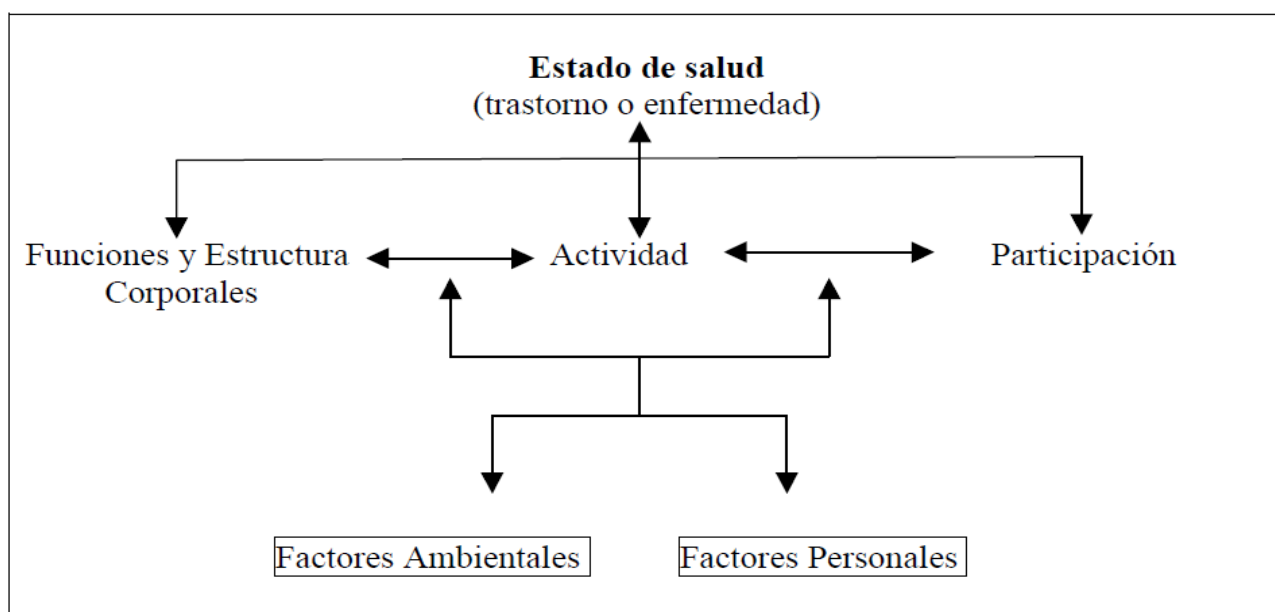 Estado de salud
(trastorno o enfermedad)
Funciones y Estructura
Corporales
Actividad
Participación
Factores Ambientales
Factores Personales